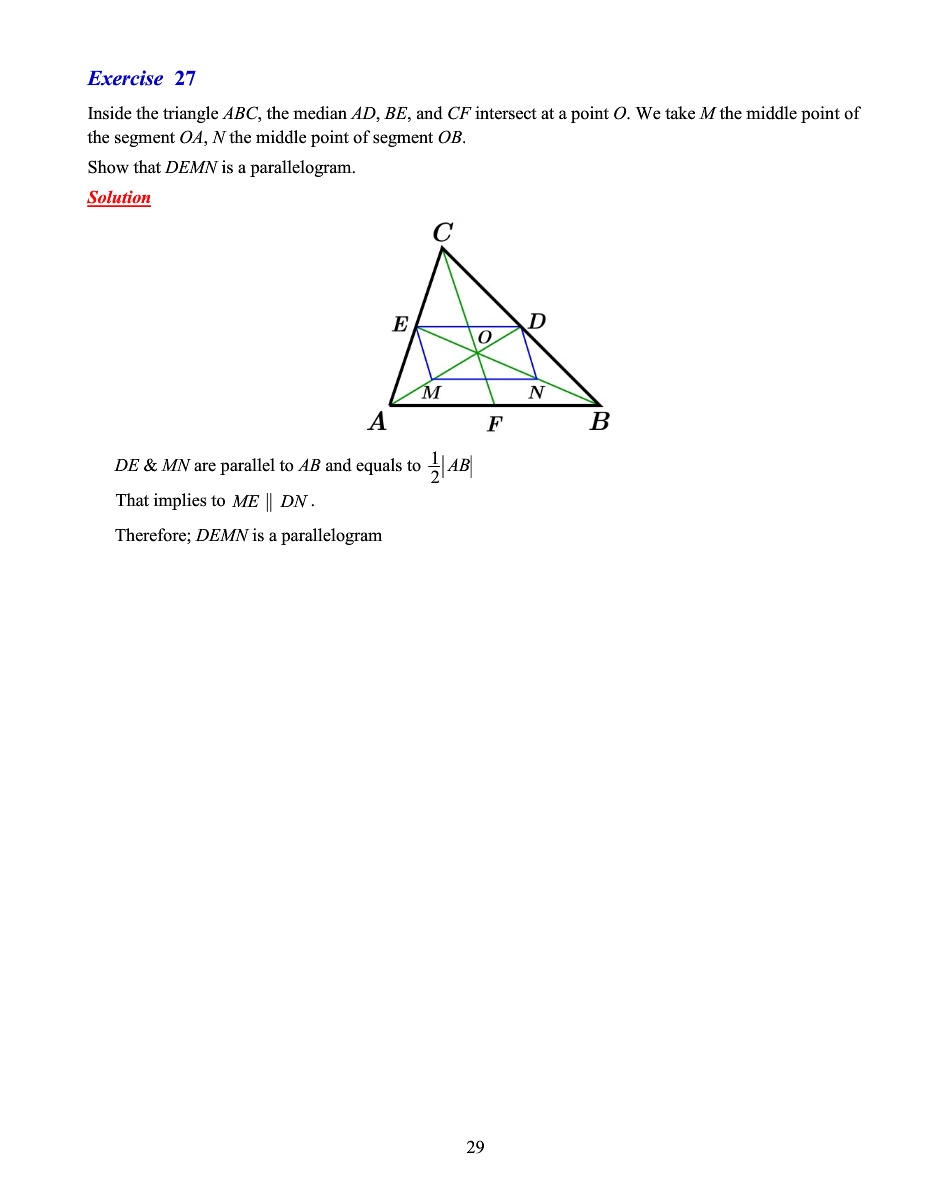 Exercise 27
Inside the triangle ABC, the median AD, BE, and CF intersect at a point O. We take M the middle point of
the segment OA, N the middle point of segment OB.
Show that DEMN is a parallelogram.
Solution
C
E
D
O
M
N
A
F
B
DE & MN are parallel to AB and equals to 1/2 |AB|
That implies to ME || DN .
Therefore; DEMN is a parallelogram
29